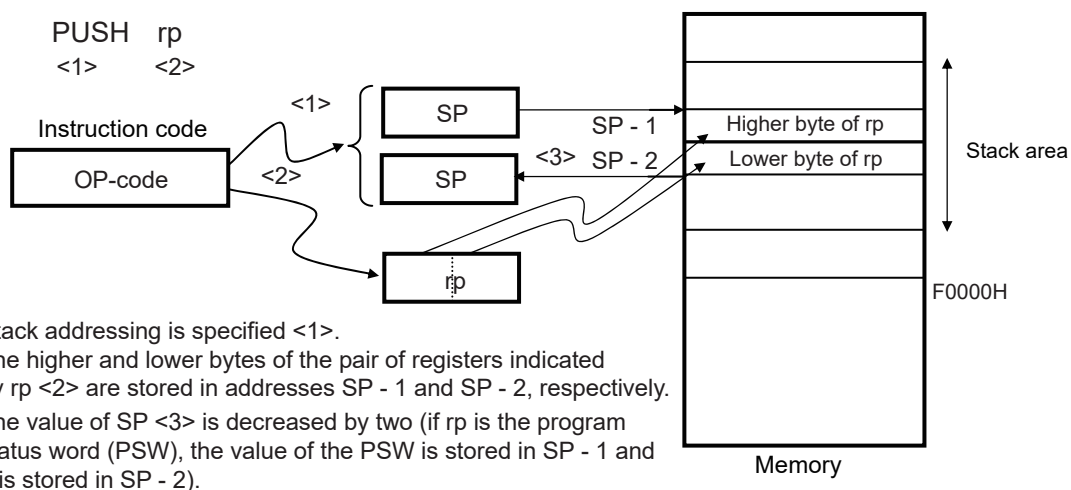 PUSH rp
<1> <2>
Instruction code
OP-code
<1>
<2>
SP
SP
rp
SP - 1
<3> SP - 2
Higher byte of rp
Lower byte of rp
Stack area
F0000H
Memory
tack addressing is specified <1>.
he higher and lower bytes of the pair of registers indicated
y rp <2> are stored in addresses SP - 1 and SP - 2, respectively.
he value of SP <3> is decreased by two (if rp is the program
atus word (PSW), the value of the PSW is stored in SP - 1 and
is stored in SP - 2).